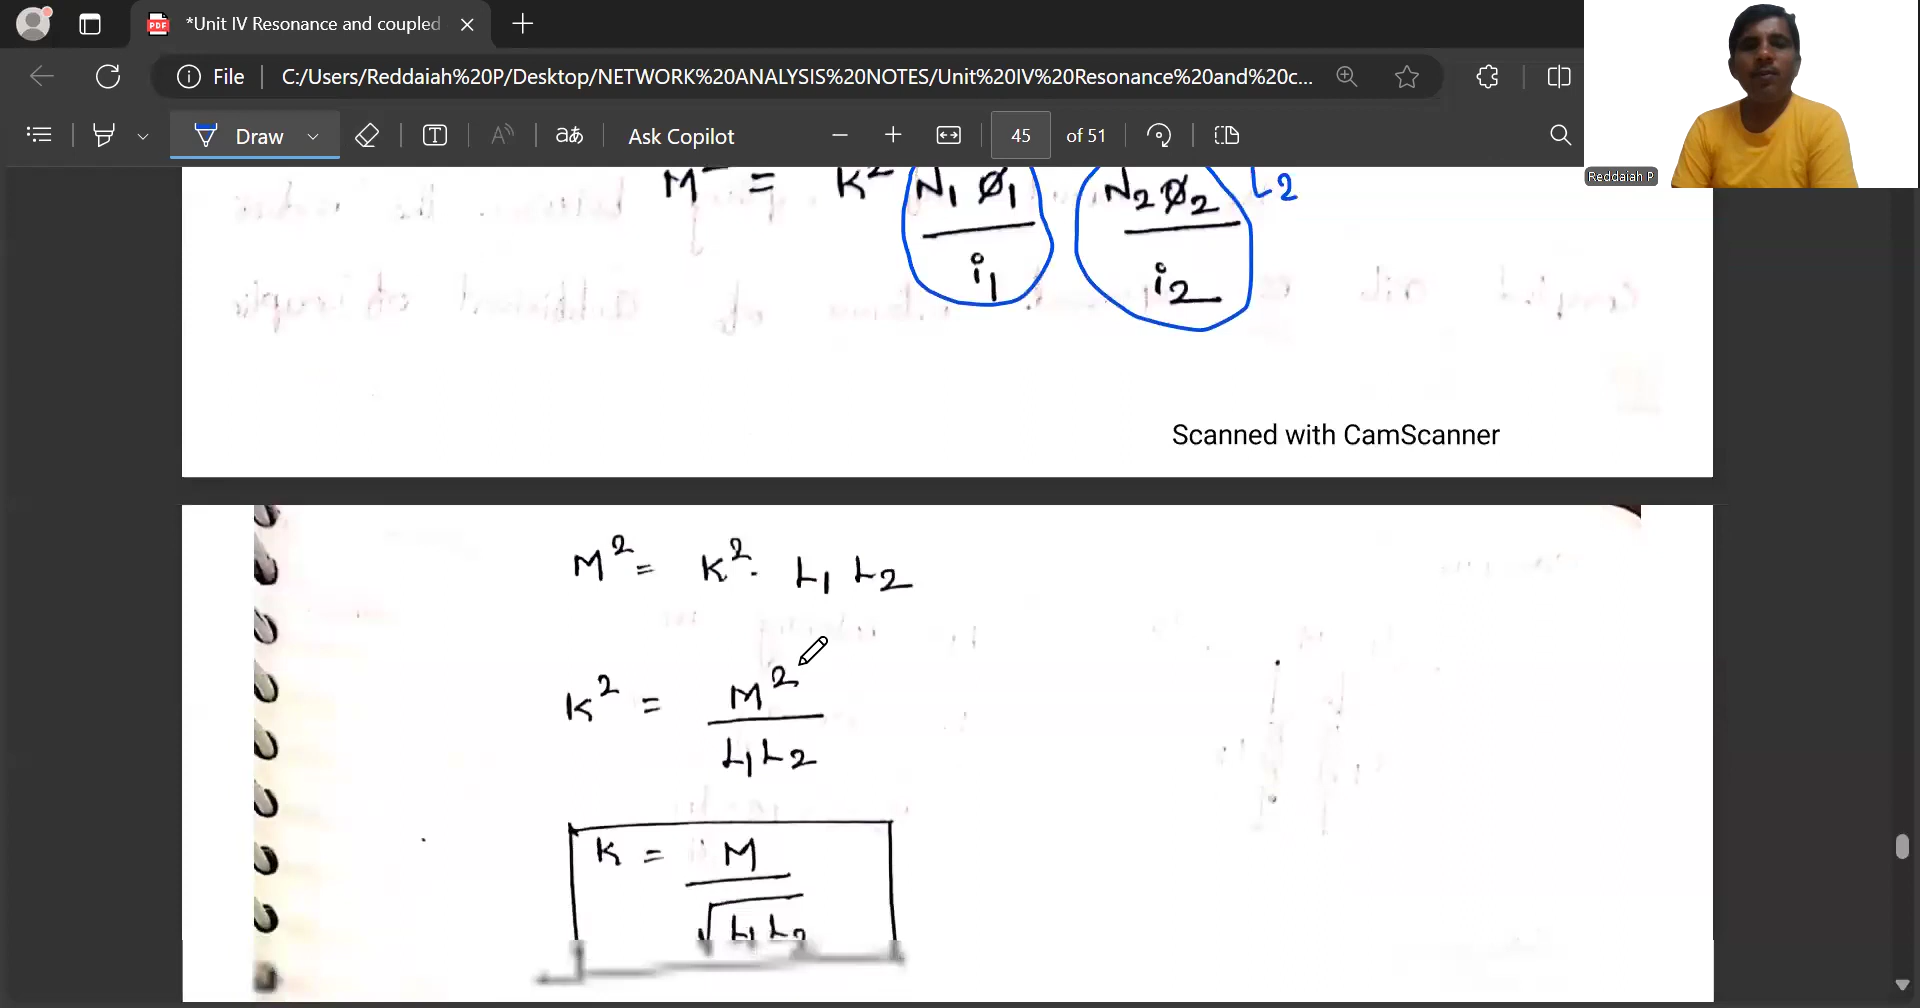 *Unit IV Resonance and coupled
File
C:/Users/Reddaiah%20P/Desktop/NETWORK%20ANALYSIS%20NOTES/Unit%20IV%20Resonance%20and%20c...
Draw
aあ
Ask Copilot
45 of 51
Reddaiah P
M² = K² N₁ Ø₁ / i₁ N₂ Ø₂ / i₂ L₂
Scanned with CamScanner
M² = K². L₁ L₂
K² = M² / L₁ L₂
K = M / √L₁ L₂